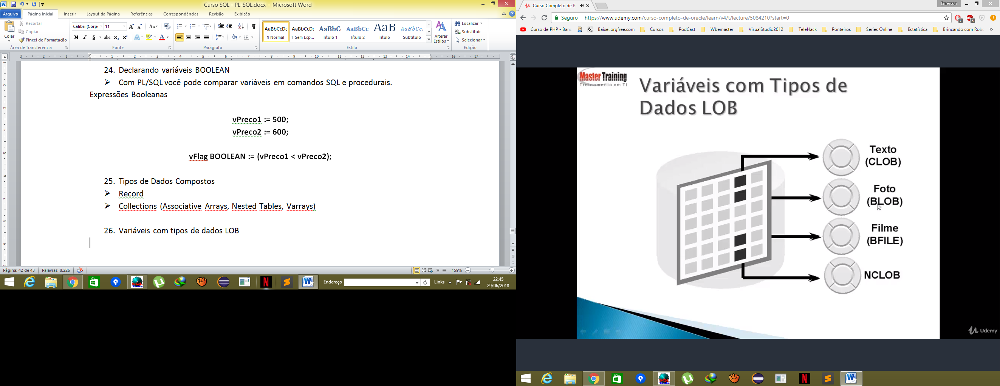 Curso SQL - PL-SQL.docx - Microsoft Word
Arquivo Página Inicial Inserir Layout da Página Referências Correspondências Revisão Exibição
Colar
Recortar
Copiar
Pincel de Formatação
Área de Transferência
Calibri (Corpo 11
Fonte
Parágrafo
AaBbCcDc AaBbCcDc AaBbC AaBbCc AaB AaBbCc.
¶ Normal ¶ Sem Esp... Título 1 Título 2 Título Subtítulo
Alterar
Estilos
Estilo
Localizar
Substituir
Selecionar
Edição
24. Declarando variáveis BOOLEAN
Com PL/SQL você pode comparar variáveis em comandos SQL e procedurais.
Expressões Booleanas
vPreco1 := 500;
vPreco2 := 600;
vFlag BOOLEAN := (vPreco1 < vPreco2);
25. Tipos de Dados Compostos
Record
Collections (Associative Arrays, Nested Tables, Varrays)
26. Variáveis com tipos de dados LOB
Página: 42 de 43 Palavras: 8.226 159%
Endereço Links 22:45
29/06/2018
Curso Completo de Ba
Emerson
Seguro https://www.udemy.com/curso-completo-de-oracle/learn/v4/t/lecture/5084210?start=0
Curso de PHP - Banc Baixei.orgfree.com Cursos PodCast Wbemaster VisualStudio2012 TeleHack Ponteiros Series Online Estatística Brincando com Robs
Master Training
Treinamento em TI
Variáveis com Tipos de
Dados LOB
Texto
(CLOB)
Foto
(BLOB)
Filme
(BFILE)
NCLOB
Udemy